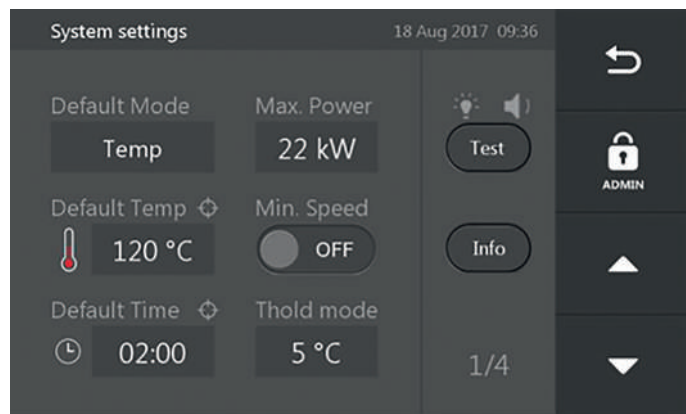 System settings 18 Aug 2017 09:36
Default Mode Max. Power
Temp 22 kW Test
ADMIN
Default Temp Min. Speed
120 °C OFF Info
Default Time Thold mode
02:00 5 °C 1/4